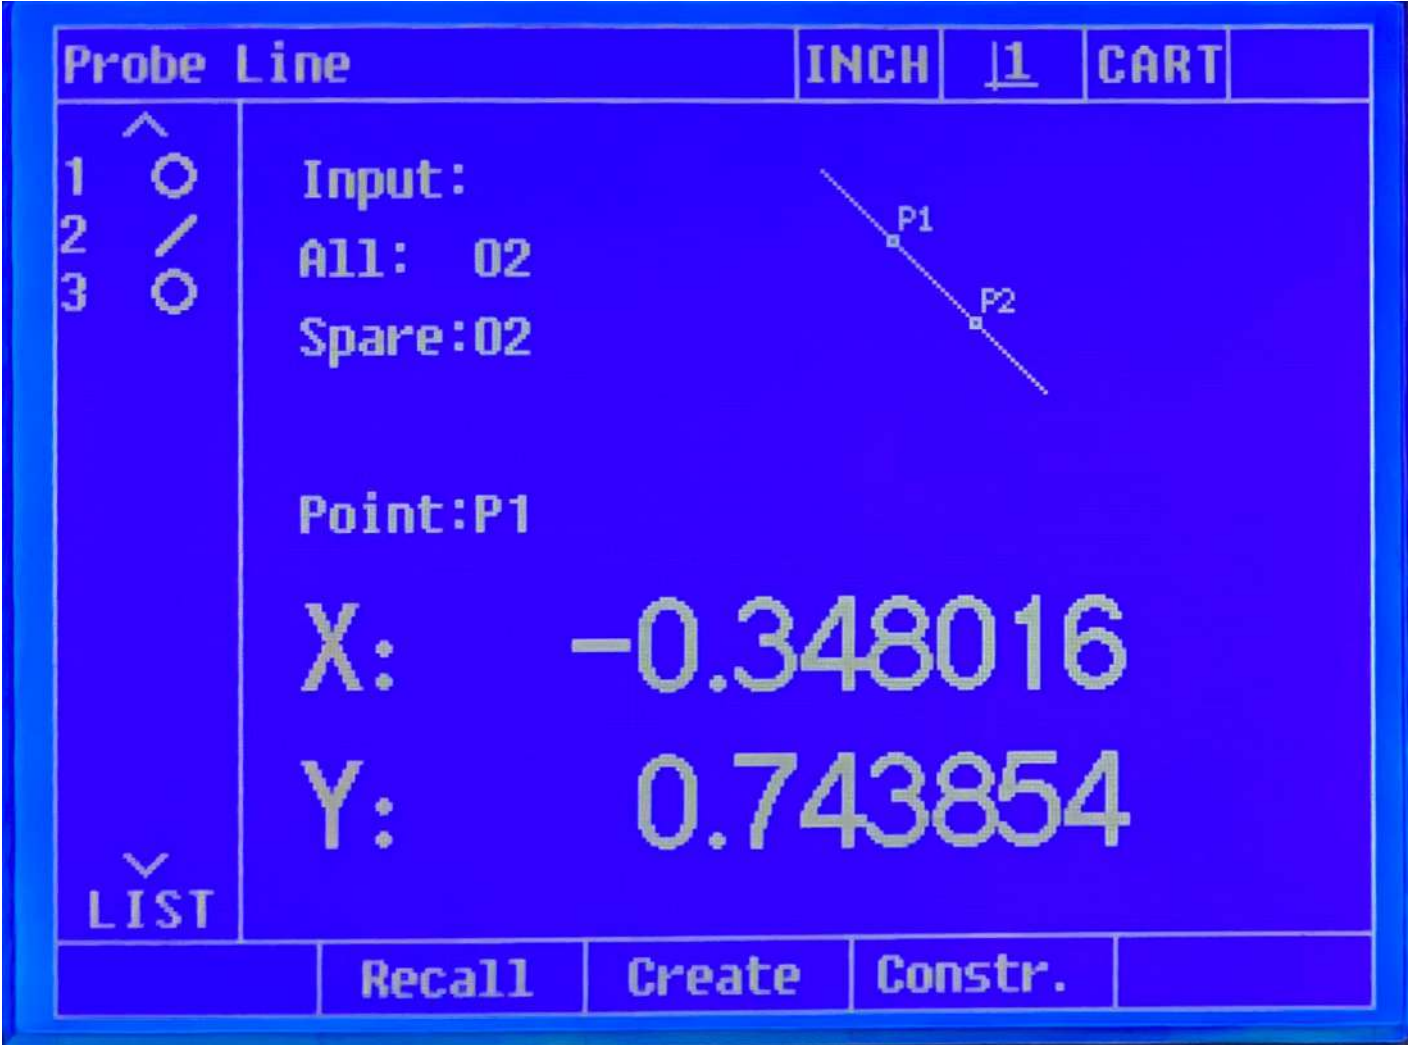 Probe Line INCH 1 CART
1
2
3
LIST
Input:
All: 02
Spare:02
P1
P2
Point:P1
X: -0.348016
Y: 0.743854
Recall Create Constr.